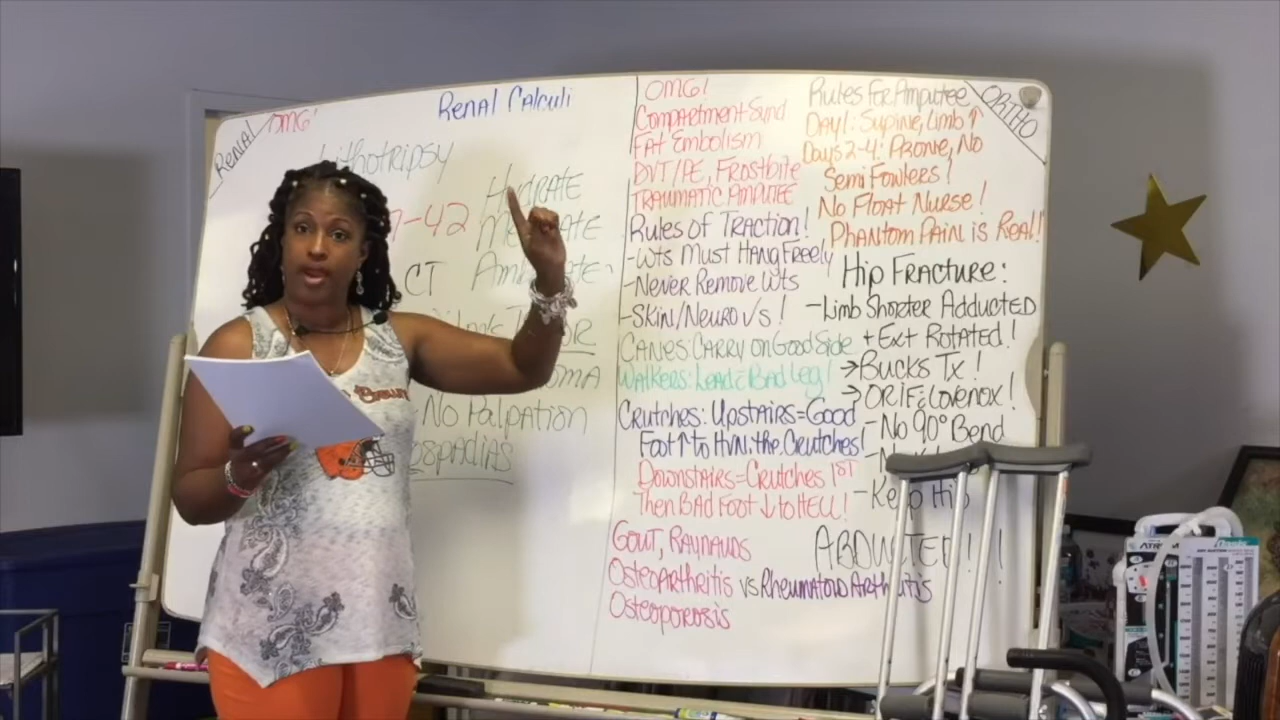 RENAL
OMG!
Renal Calculi
Lithotripsy
Hydrate
7-42
CT
No Palpation
OMG!
Compartment Synd
Fat Embolism
DVT/PE, Frostbite
Traumatic Amputee
Rules of Traction!
-Wts Must Hang Freely
-Never Remove Wts
-Skin/Neuro √s!
Canes: Carry on Good Side
Walkers: Lead = Bad Leg!
Crutches: Upstairs = Good
Foot ↑ to HVN. the Crutches!
Downstairs = Crutches 1ST
Then Bad Foot ↓ to HELL!
Gout, Raynauds
Osteoarthritis vs Rheumatoid Arthritis
Osteoporosis
ORTHO
Rules For Amputee
Day 1: Supine, Limb ↑
Days 2-4: Prone, No
Semi Fowlers!
No Float Nurse!
Phantom Pain is Real!
Hip Fracture:
-Limb Shorter Adducted
+ Ext Rotated!
→ Bucks Tx!
→ ORIF c̄ Lovenox!
-No 90° Bend
- Keep Hip
ABDUCTED!!!
Brown